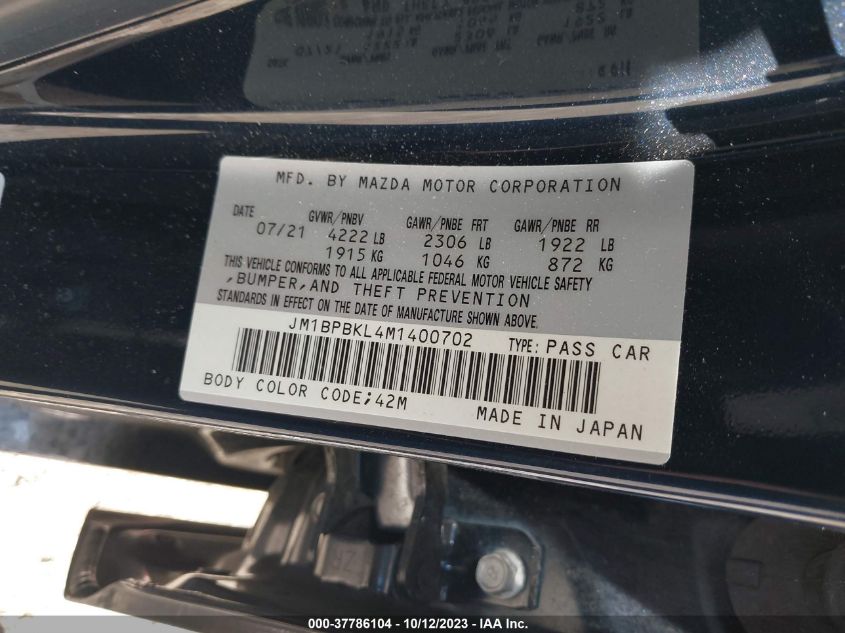 MFD. BY MAZDA MOTOR CORPORATION
DATE GVWR/PNBV GAWR/PNBE FRT GAWR/PNBE RR
07/21 4222 LB 2306 LB 1922 LB
1915 KG 1046 KG 872 KG
THIS VEHICLE CONFORMS TO ALL APPLICABLE FEDERAL MOTOR VEHICLE SAFETY
,BUMPER,AND THEFT PREVENTION
STANDARDS IN EFFECT ON THE DATE OF MANUFACTURE SHOWN ABOVE.
JM1BPBKL4M1400702 TYPE: PASS CAR
BODY COLOR CODE;42M
MADE IN JAPAN
000-37786104 - 10/12/2023 - IAA Inc.